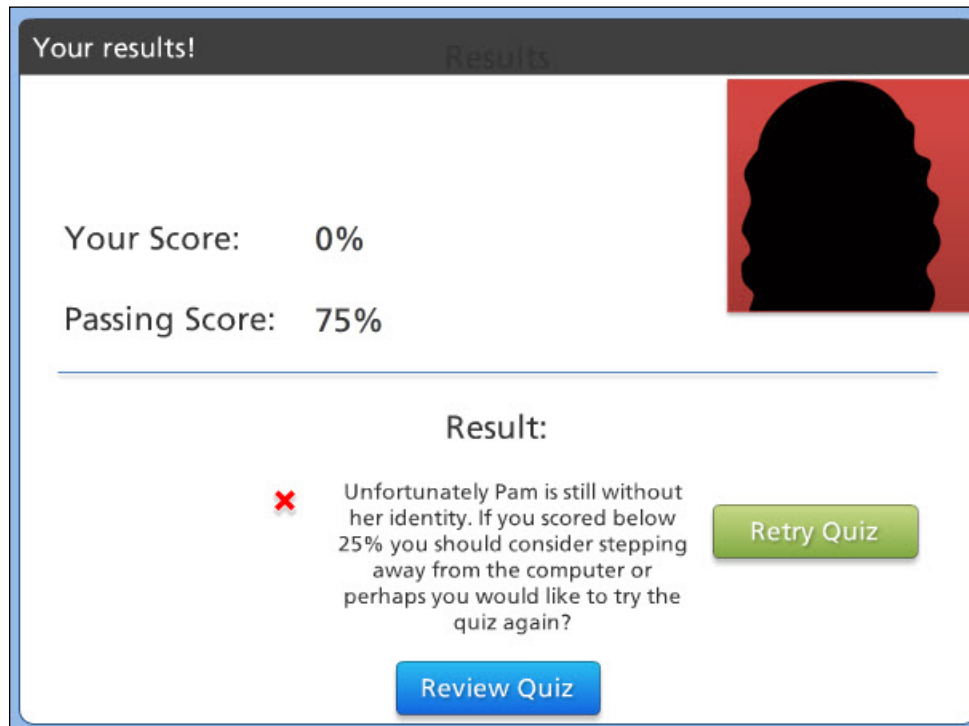 Your results!
Results
Your Score: 0%
Passing Score: 75%
Result:
Unfortunately Pam is still without
her identity. If you scored below
25% you should consider stepping
away from the computer or
perhaps you would like to try the
quiz again?
Retry Quiz
Review Quiz